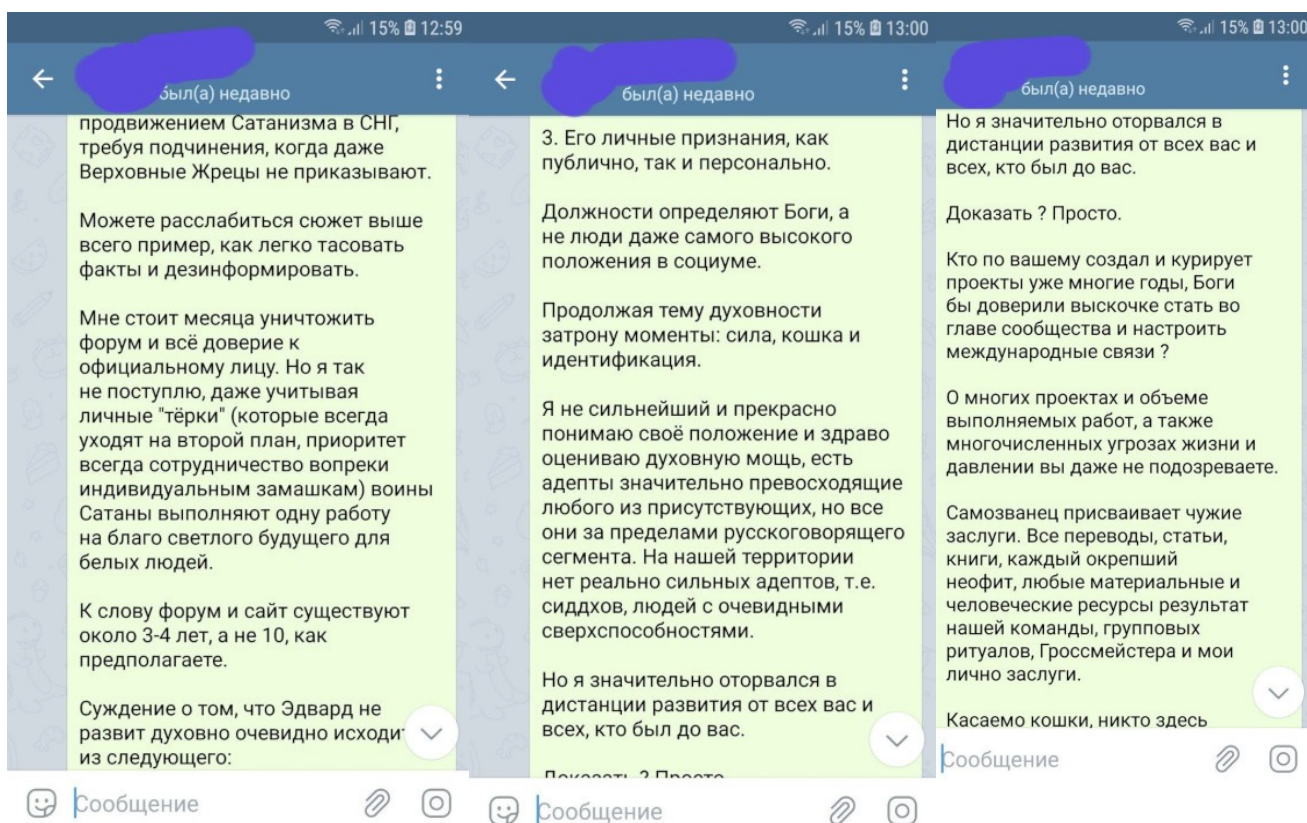 15% 12:59
был(а) недавно
продвижением Сатанизма в СНГ,
требуя подчинения, когда даже
Верховные Жрецы не приказывают.
Можете расслабиться сюжет выше
всего пример, как легко тасовать
факты и дезинформировать.
Мне стоит месяца уничтожить
форум и всё доверие к
официальному лицу. Но я так
не поступлю, даже учитывая
личные "тёрки" (которые всегда
уходят на второй план, приоритет
всегда сотрудничество вопреки
индивидуальным замашкам) воины
Сатаны выполняют одну работу
на благо светлого будущего для
белых людей.
К слову форум и сайт существуют
около 3-4 лет, а не 10, как
предполагаете.
Суждение о том, что Эдвард не
развит духовно очевидно исходит
из следующего:
Сообщение
15% 13:00
был(а) недавно
3. Его личные признания, как
публично, так и персонально.
Должности определяют Боги, а
не люди даже самого высокого
положения в социуме.
Продолжая тему духовности
затрону моменты: сила, кошка и
идентификация.
Я не сильнейший и прекрасно
понимаю своё положение и здраво
оцениваю духовную мощь, есть
адепты значительно превосходящие
любого из присутствующих, но все
они за пределами русскоговорящего
сегмента. На нашей территории
нет реально сильных адептов, т.е.
сиддхов, людей с очевидными
сверхспособностями.
Но я значительно оторвался в
дистанции развития от всех вас и
всех, кто был до вас.
Доказать ? Просто.
Сообщение
15% 13:00
был(а) недавно
Но я значительно оторвался в
дистанции развития от всех вас и
всех, кто был до вас.
Доказать ? Просто.
Кто по вашему создал и курирует
проекты уже многие годы, Боги
бы доверили выскочке стать во
главе сообщества и настроить
международные связи ?
О многих проектах и объеме
выполняемых работ, а также
многочисленных угрозах жизни и
давлении вы даже не подозреваете.
Самозванец присваивает чужие
заслуги. Все переводы, статьи,
книги, каждый окрепший
неофит, любые материальные и
человеческие ресурсы результат
нашей команды, групповых
ритуалов, Гроссмейстера и мои
лично заслуги.
Касаемо кошки, никто здесь
Сообщение